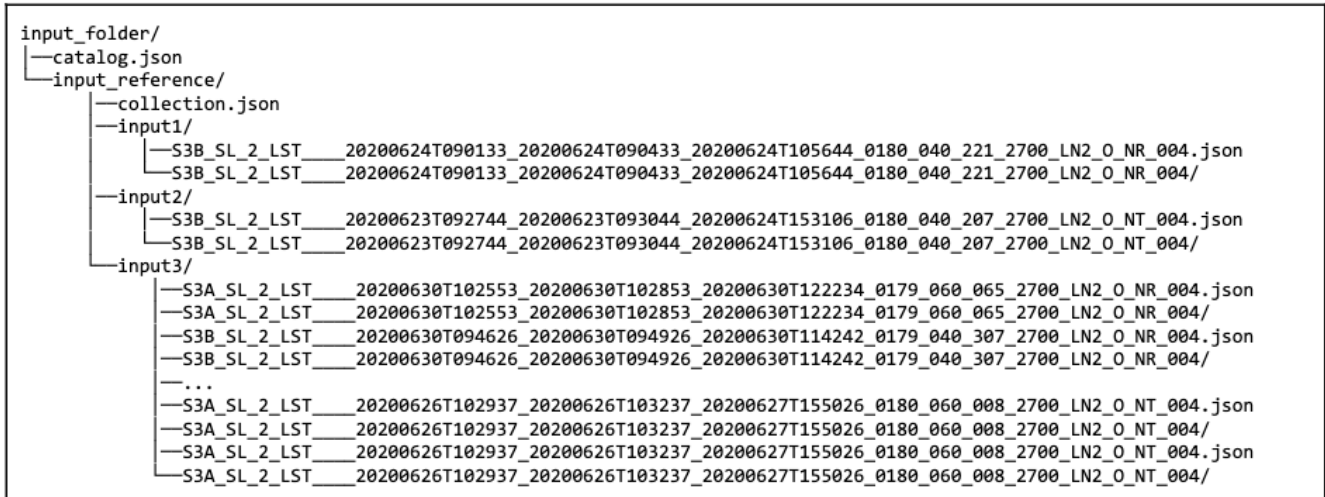 input_folder/
├──catalog.json
└──input_reference/
    ├──collection.json
    ├──input1/
    │   ├──S3B_SL_2_LST____20200624T090133_20200624T090433_20200624T105644_0180_040_221_2700_LN2_O_NR_004.json
    │   └──S3B_SL_2_LST____20200624T090133_20200624T090433_20200624T105644_0180_040_221_2700_LN2_O_NR_004/
    ├──input2/
    │   ├──S3B_SL_2_LST____20200623T092744_20200623T093044_20200624T153106_0180_040_207_2700_LN2_O_NT_004.json
    │   └──S3B_SL_2_LST____20200623T092744_20200623T093044_20200624T153106_0180_040_207_2700_LN2_O_NT_004/
    └──input3/
        ├──S3A_SL_2_LST____20200630T102553_20200630T102853_20200630T122234_0179_060_065_2700_LN2_O_NR_004.json
        ├──S3A_SL_2_LST____20200630T102553_20200630T102853_20200630T122234_0179_060_065_2700_LN2_O_NR_004/
        ├──S3B_SL_2_LST____20200630T094626_20200630T094926_20200630T114242_0179_040_307_2700_LN2_O_NR_004.json
        ├──S3B_SL_2_LST____20200630T094626_20200630T094926_20200630T114242_0179_040_307_2700_LN2_O_NR_004/
        ├──...
        ├──S3A_SL_2_LST____20200626T102937_20200626T103237_20200627T155026_0180_060_008_2700_LN2_O_NT_004.json
        ├──S3A_SL_2_LST____20200626T102937_20200626T103237_20200627T155026_0180_060_008_2700_LN2_O_NT_004/
        ├──S3A_SL_2_LST____20200626T102937_20200626T103237_20200627T155026_0180_060_008_2700_LN2_O_NT_004.json
        └──S3A_SL_2_LST____20200626T102937_20200626T103237_20200627T155026_0180_060_008_2700_LN2_O_NT_004/